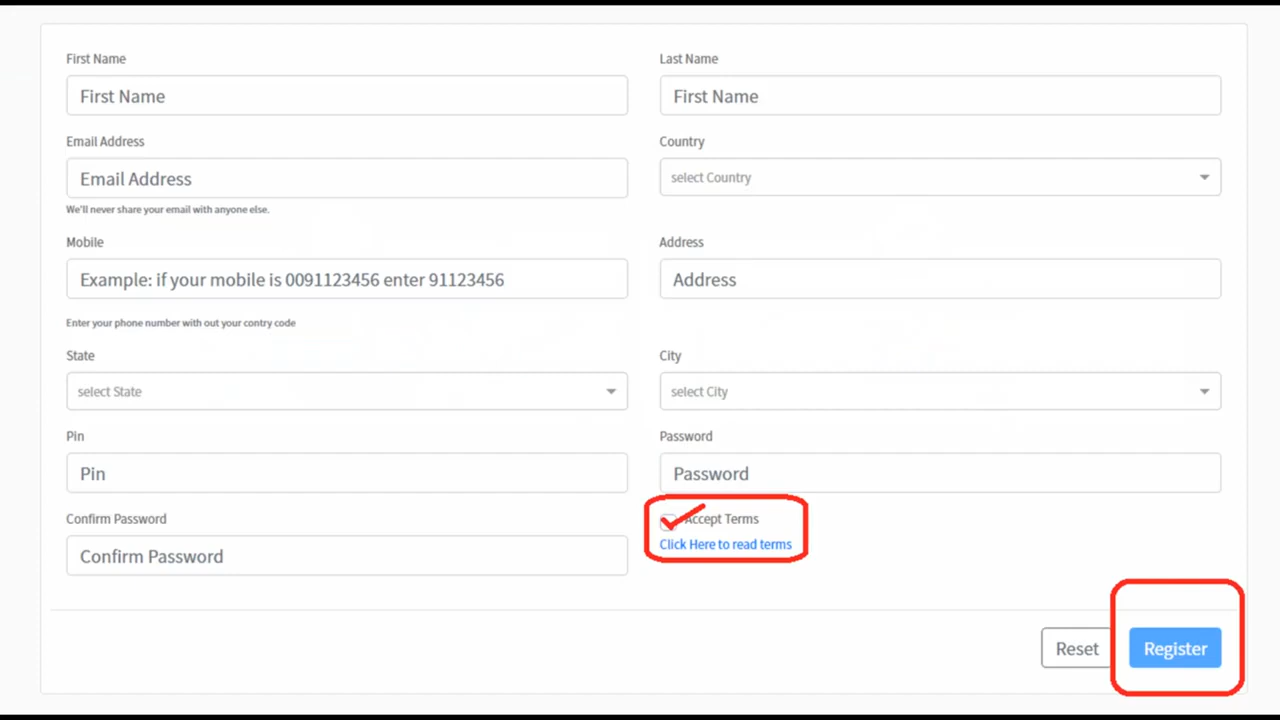 First Name
Last Name
First Name
First Name
Email Address
Country
Email Address
select Country
We'll never share your email with anyone else.
Mobile
Address
Example: if your mobile is 0091123456 enter 91123456
Address
Enter your phone number with out your contry code
State
City
select State
select City
Pin
Password
Pin
Password
Confirm Password
Accept Terms
Click Here to read terms
Confirm Password
Reset
Register